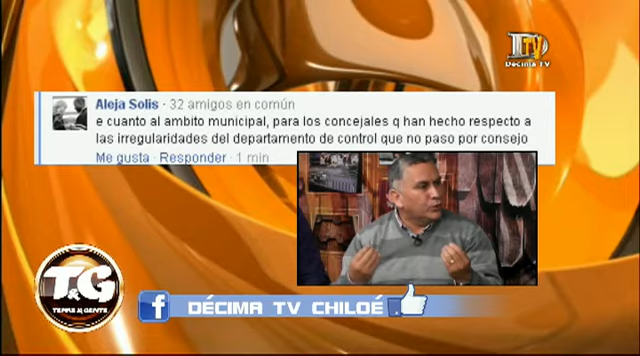 DTV
Décima TV
Aleja Solis · 32 amigos en común
e cuanto al ambito municipal, para los concejales q han hecho respecto a
las irregularidades del departamento de control que no paso por consejo
Me gusta · Responder · 1 min
T&G
TEMAS & GENTE
f DÉCIMA TV CHILOÉ